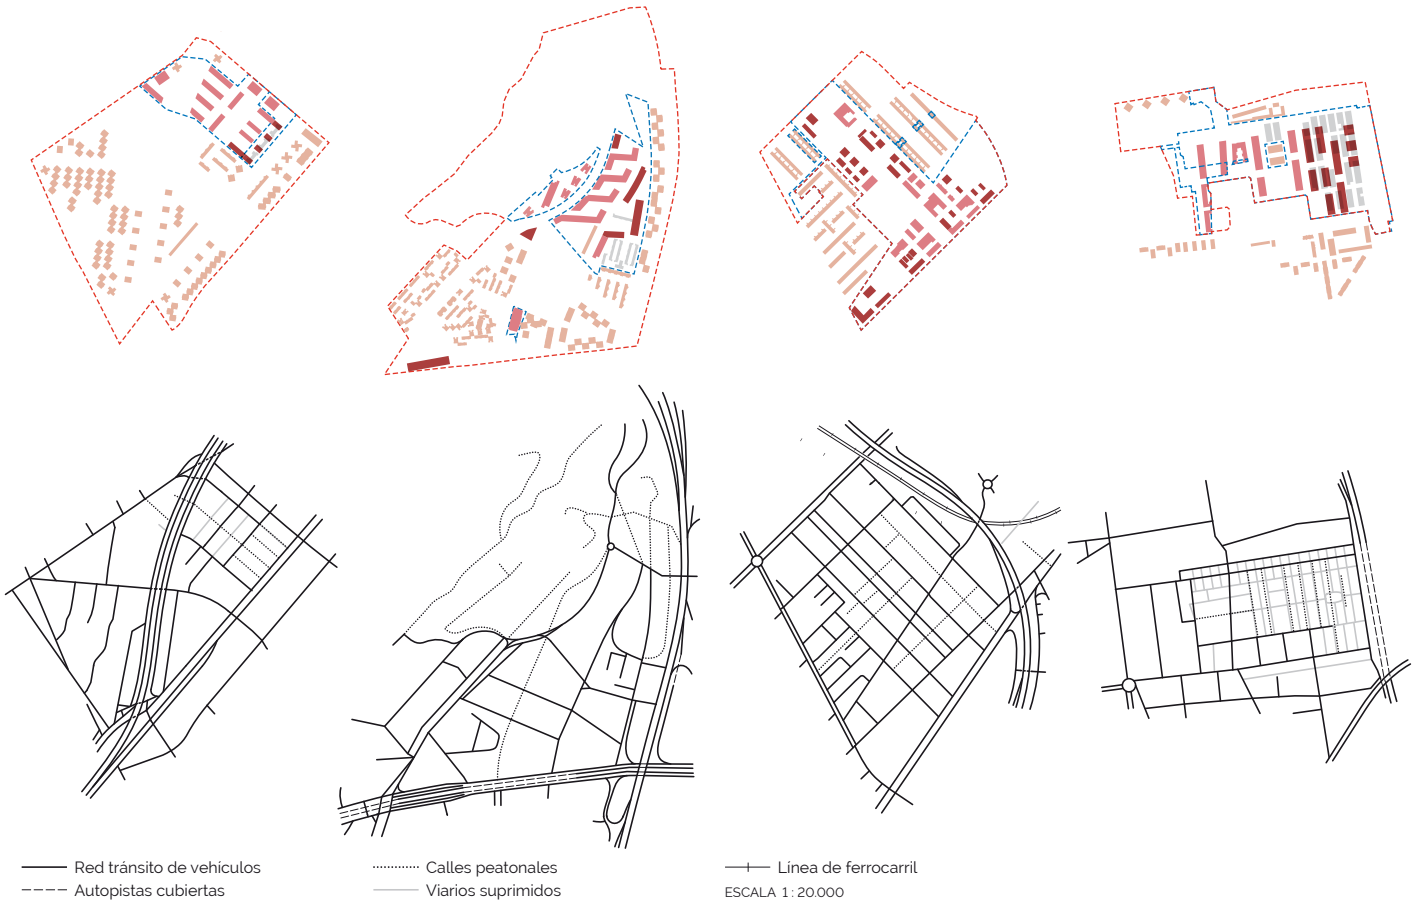 Red tránsito de vehículos
Autopistas cubiertas
Calles peatonales
Viarios suprimidos
Línea de ferrocarril
ESCALA 1 : 20.000